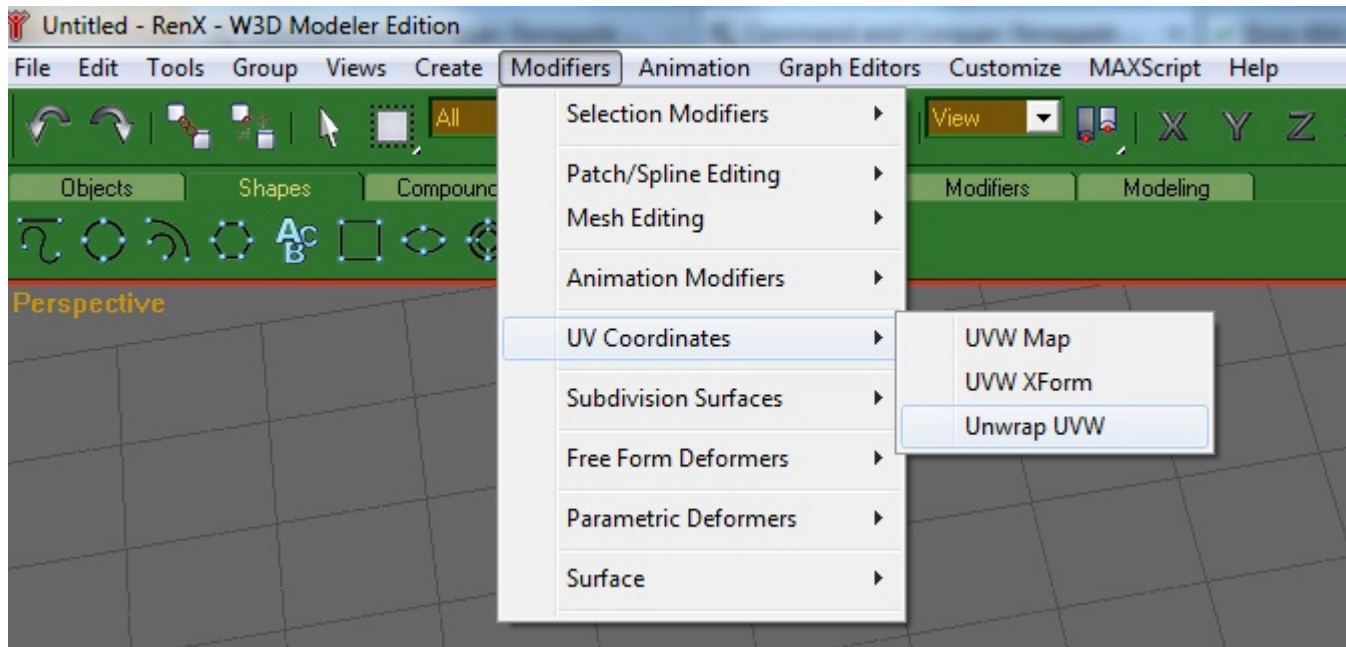 Untitled - RenX - W3D Modeler Edition
File Edit Tools Group Views Create Modifiers Animation Graph Editors Customize MAXScript Help
All View X Y Z
Objects Shapes Compound Modifiers Modeling
ABC
Perspective
Selection Modifiers
Patch/Spline Editing
Mesh Editing
Animation Modifiers
UV Coordinates
Subdivision Surfaces
Free Form Deformers
Parametric Deformers
Surface
UVW Map
UVW XForm
Unwrap UVW